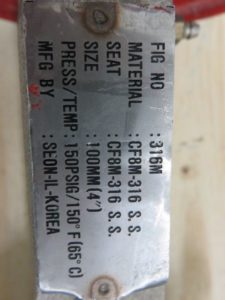 FIG NO : 316M
MATERIAL : CF8M-316 S.S.
SEAT : CF8M-316 S.S.
SIZE : 100MM(4")
PRESS/TEMP: 150PSIG/150°F(65°C)
MFG BY : SEON-IL-KOREA